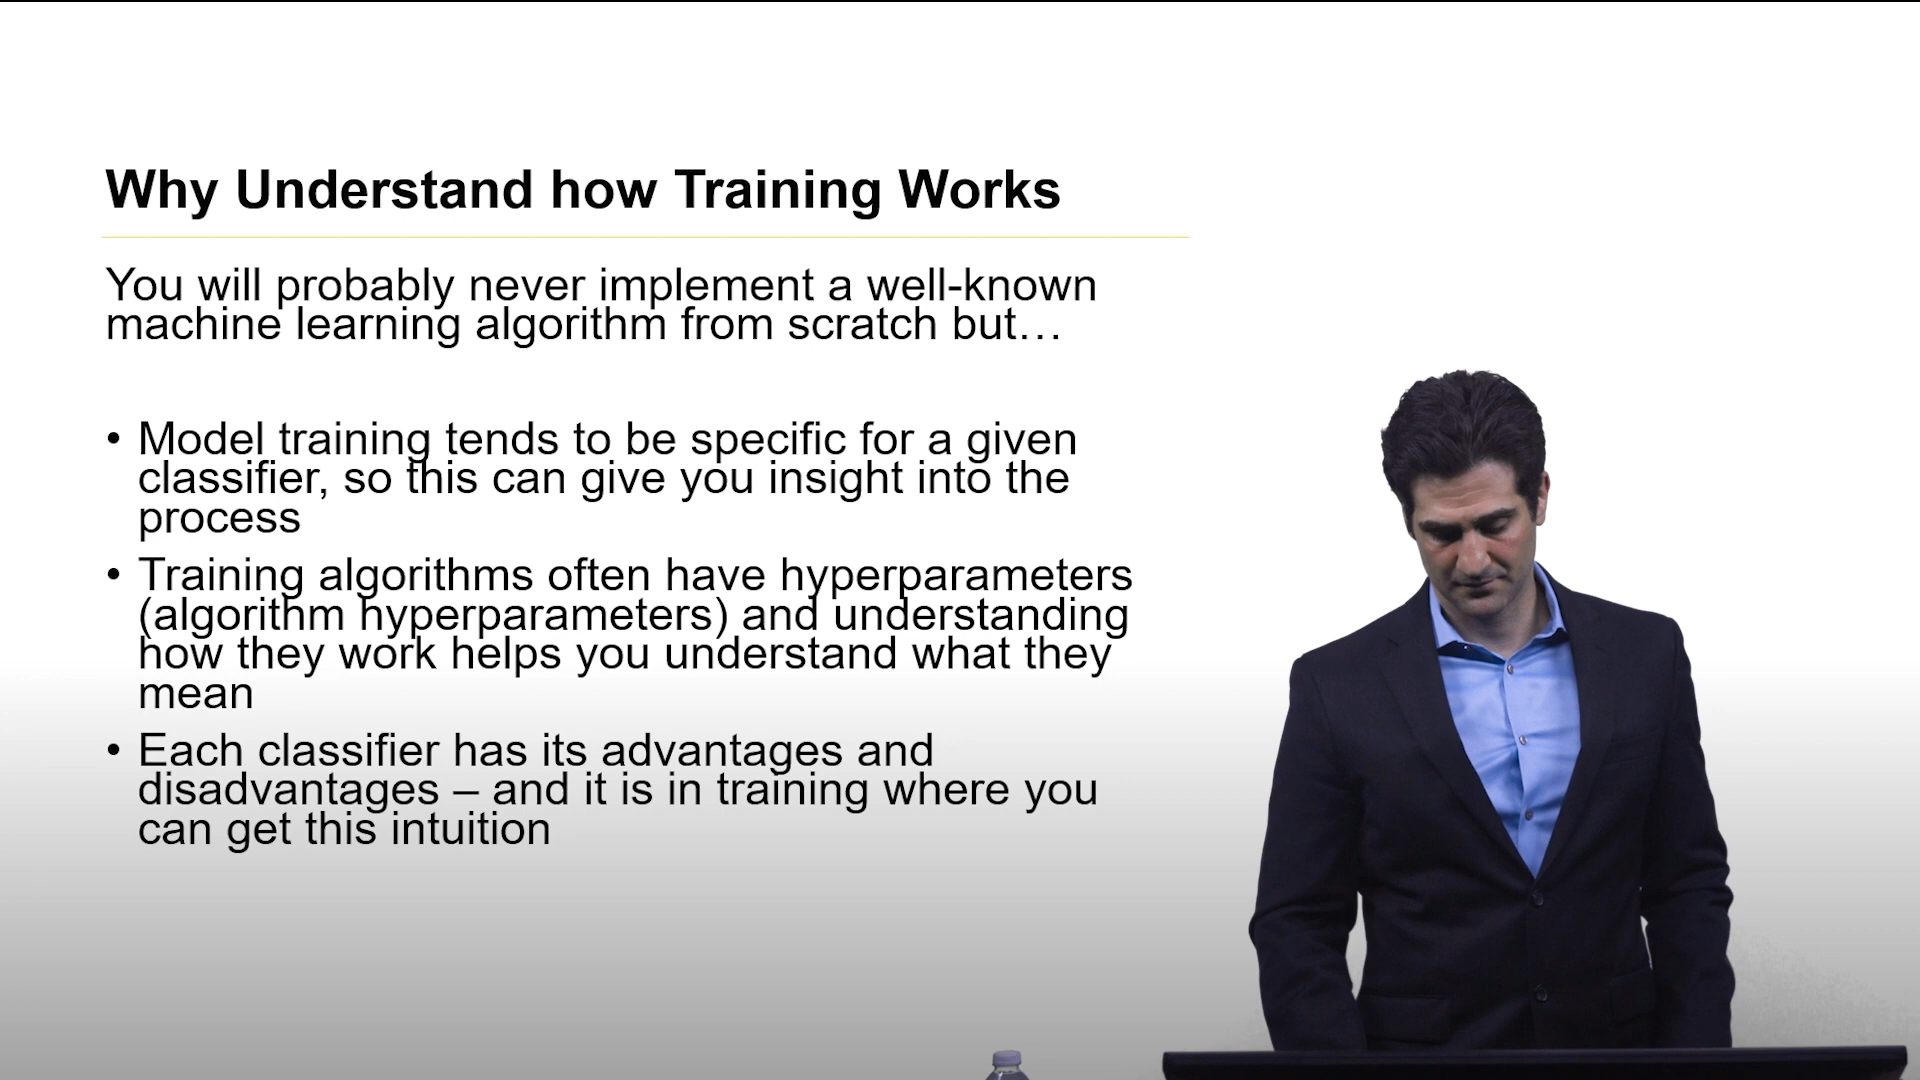 Why Understand how Training Works
You will probably never implement a well-known
machine learning algorithm from scratch but…
• Model training tends to be specific for a given
classifier, so this can give you insight into the
process
• Training algorithms often have hyperparameters
(algorithm hyperparameters) and understanding
how they work helps you understand what they
mean
• Each classifier has its advantages and
disadvantages – and it is in training where you
can get this intuition